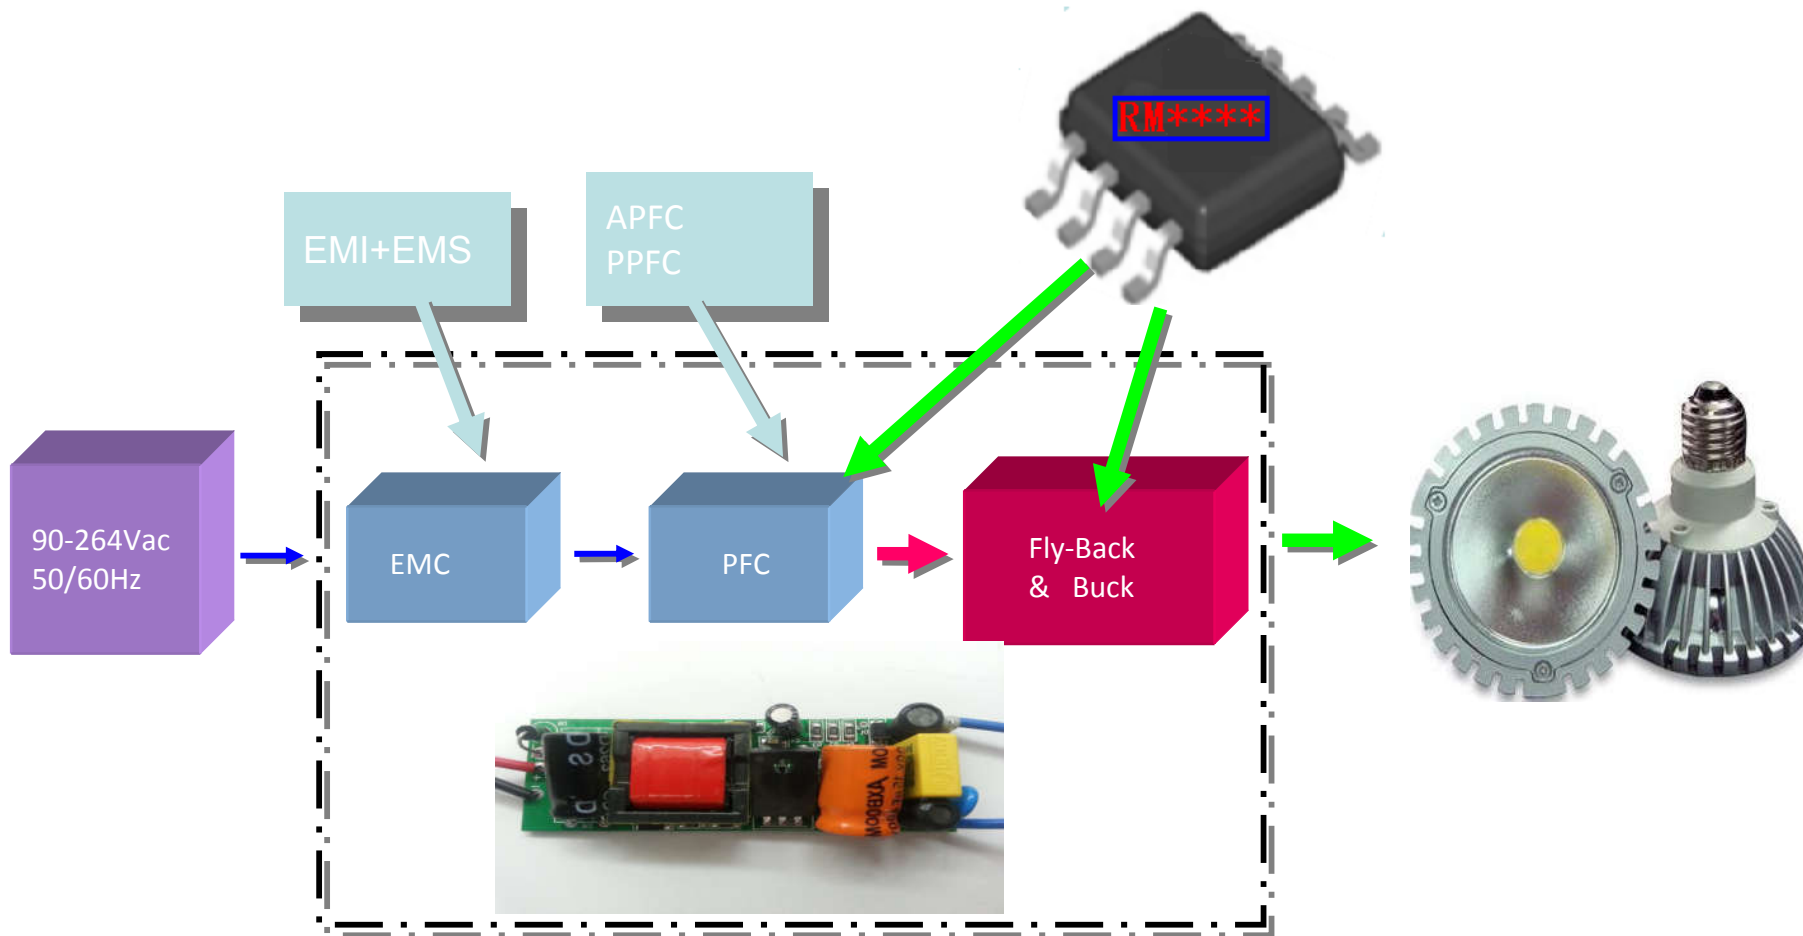 RM****
EMI+EMS
APFC
PPFC
90-264Vac
50/60Hz
EMC
PFC
Fly-Back
& Buck